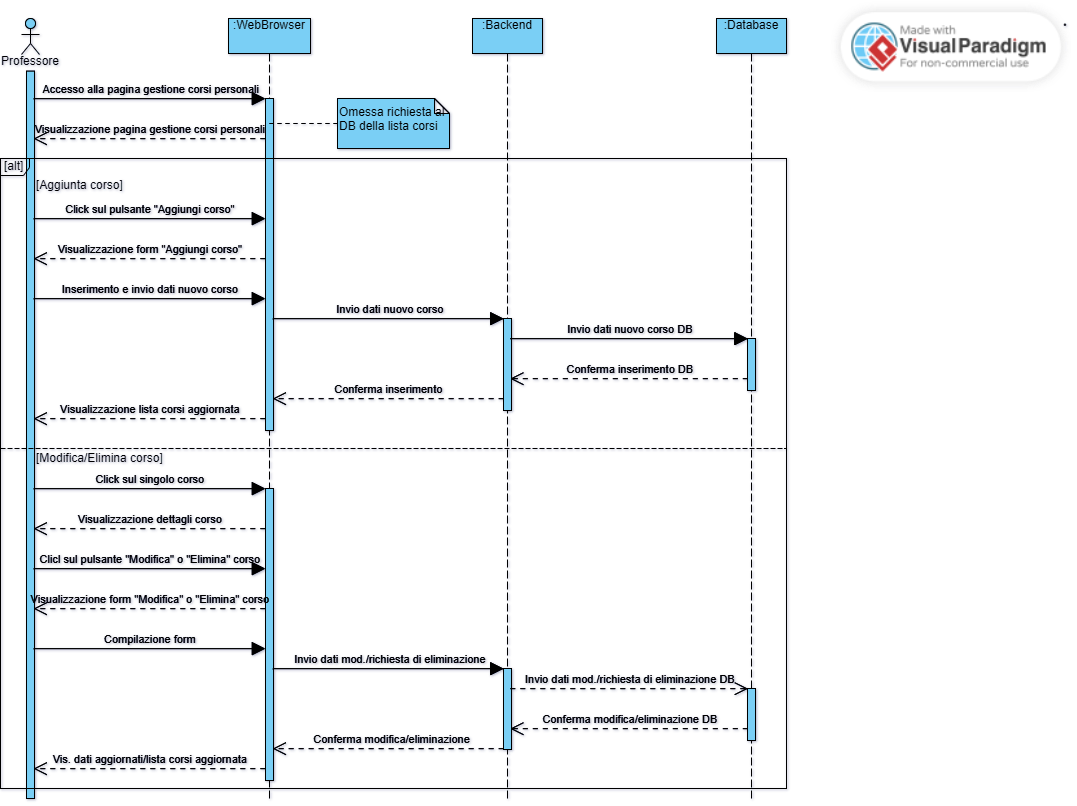 :WebBrowser
:Backend
:Database
Made with
Visual Paradigm
For non-commercial use
Professore
Accesso alla pagina gestione corsi personali
Omessa richiesta al
DB della lista corsi
Visualizzazione pagina gestione corsi personali
[alt]
[Aggiunta corso]
Click sul pulsante "Aggiungi corso"
Visualizzazione form "Aggiungi corso"
Inserimento e invio dati nuovo corso
Invio dati nuovo corso
Invio dati nuovo corso DB
Conferma inserimento DB
Conferma inserimento
Visualizzazione lista corsi aggiornata
[Modifica/Elimina corso]
Click sul singolo corso
Visualizzazione dettagli corso
Clicl sul pulsante "Modifica" o "Elimina" corso
Visualizzazione form "Modifica" o "Elimina" corso
Compilazione form
Invio dati mod./richiesta di eliminazione
Invio dati mod./richiesta di eliminazione DB
Conferma modifica/eliminazione DB
Conferma modifica/eliminazione
Vis. dati aggiornati/lista corsi aggiornata